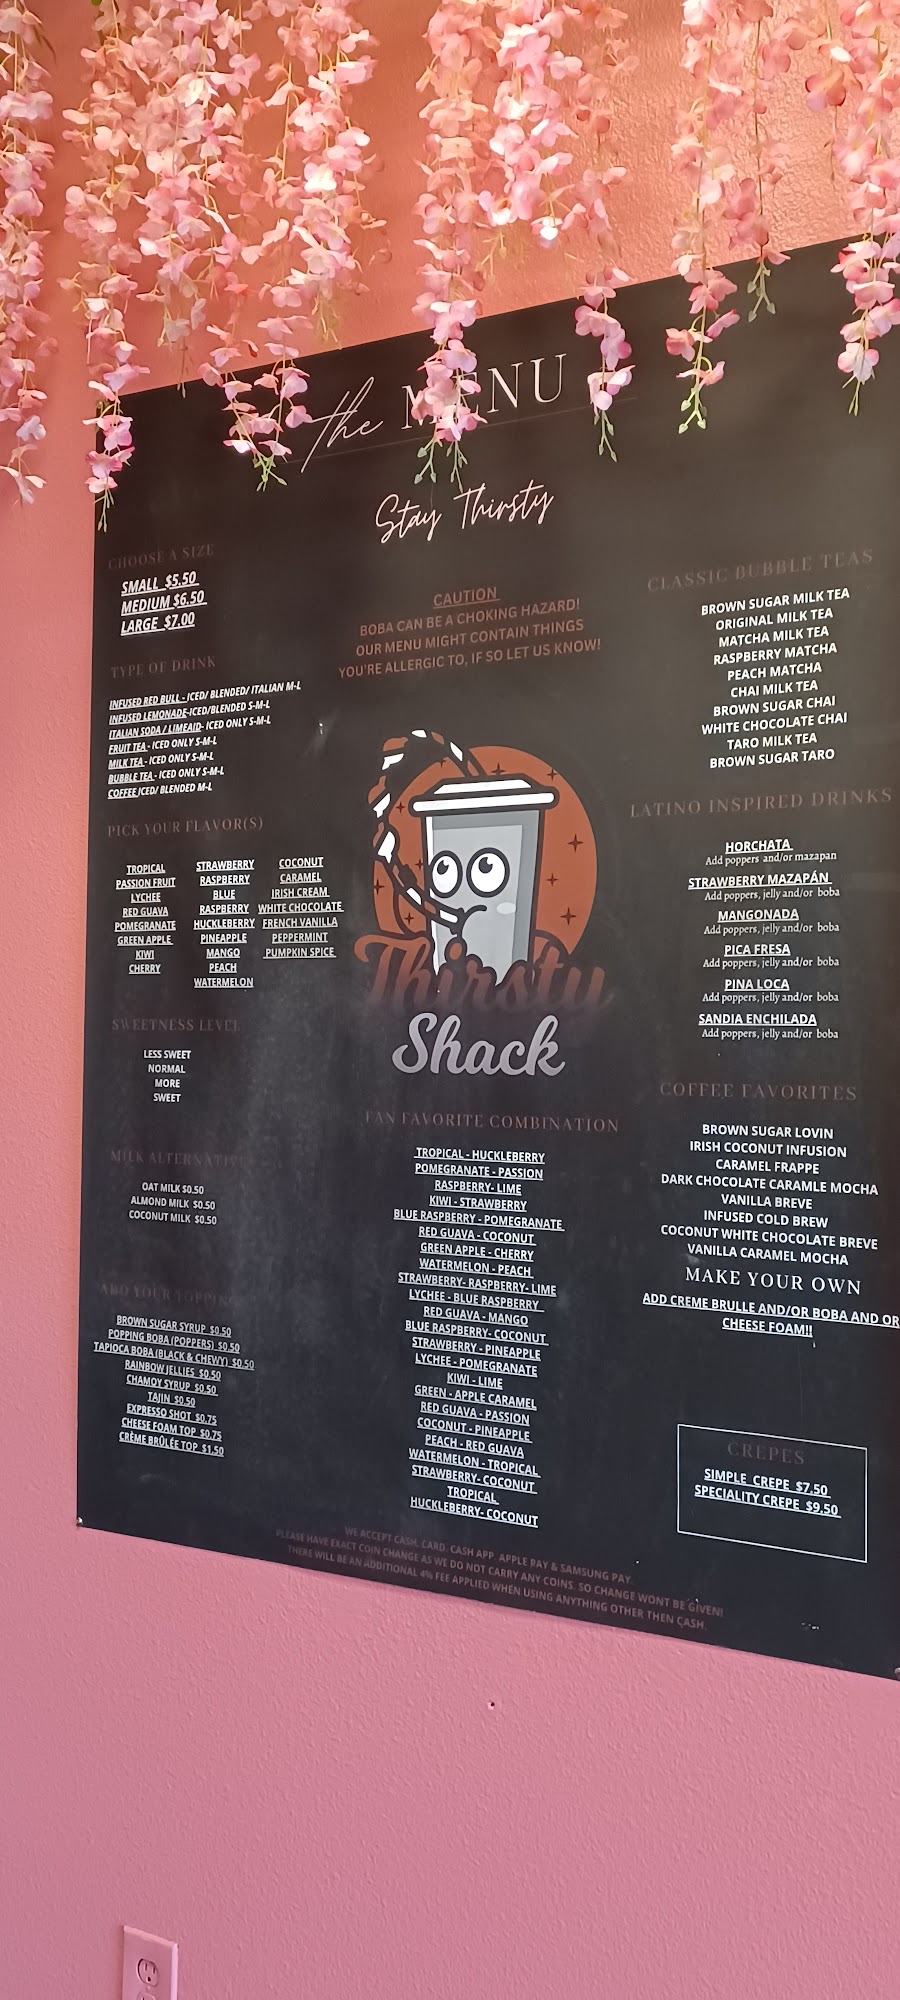 the MENU
Stay Thirsty
CHOOSE A SIZE
SMALL $5.50
MEDIUM $6.50
LARGE $7.00
TYPE OF DRINK
INFUSED RED BULL - ICED/ BLENDED/ ITALIAN M-L
INFUSED LEMONADE-ICED/BLENDED S-M-L
ITALIAN SODA / LIMEAID- ICED ONLY S-M-L
FRUIT TEA - ICED ONLY S-M-L
MILK TEA - ICED ONLY S-M-L
BUBBLE TEA - ICED ONLY S-M-L
COFFEE ICED/ BLENDED M-L
PICK YOUR FLAVOR(S)
TROPICAL
PASSION FRUIT
LYCHEE
RED GUAVA
POMEGRANATE
GREEN APPLE
KIWI
CHERRY
STRAWBERRY
RASPBERRY
BLUE
RASPBERRY
HUCKLEBERRY
PINEAPPLE
MANGO
PEACH
WATERMELON
COCONUT
CARAMEL
IRISH CREAM
WHITE CHOCOLATE
FRENCH VANILLA
PEPPERMINT
PUMPKIN SPICE
SWEETNESS LEVEL
LESS SWEET
NORMAL
MORE
SWEET
MILK ALTERNATIVE
OAT MILK $0.50
ALMOND MILK $0.50
COCONUT MILK $0.50
ADD YOUR TOPPING
BROWN SUGAR SYRUP $0.50
POPPING BOBA (POPPERS) $0.50
TAPIOCA BOBA (BLACK & CHEWY) $0.50
RAINBOW JELLIES $0.50
CHAMOY SYRUP $0.50
TAJIN $0.50
EXPRESSO SHOT $0.75
CHEESE FOAM TOP $0.75
CRÈME BRÛLÉE TOP $1.50
CAUTION
BOBA CAN BE A CHOKING HAZARD!
OUR MENU MIGHT CONTAIN THINGS
YOU'RE ALLERGIC TO, IF SO LET US KNOW!
Thirsty
Shack
FAN FAVORITE COMBINATION
TROPICAL - HUCKLEBERRY
POMEGRANATE - PASSION
RASPBERRY- LIME
KIWI - STRAWBERRY
BLUE RASPBERRY - POMEGRANATE
RED GUAVA - COCONUT
GREEN APPLE - CHERRY
WATERMELON - PEACH
STRAWBERRY- RASPBERRY- LIME
LYCHEE - BLUE RASPBERRY
RED GUAVA - MANGO
BLUE RASPBERRY- COCONUT
STRAWBERRY - PINEAPPLE
LYCHEE - POMEGRANATE
KIWI - LIME
GREEN - APPLE CARAMEL
RED GUAVA - PASSION
COCONUT - PINEAPPLE
PEACH - RED GUAVA
WATERMELON - TROPICAL
STRAWBERRY- COCONUT
TROPICAL
HUCKLEBERRY- COCONUT
CLASSIC BUBBLE TEAS
BROWN SUGAR MILK TEA
ORIGINAL MILK TEA
MATCHA MILK TEA
RASPBERRY MATCHA
PEACH MATCHA
CHAI MILK TEA
BROWN SUGAR CHAI
WHITE CHOCOLATE CHAI
TARO MILK TEA
BROWN SUGAR TARO
LATINO INSPIRED DRINKS
HORCHATA
Add poppers and/or mazapan
STRAWBERRY MAZAPÁN
Add poppers, jelly and/or boba
MANGONADA
Add poppers, jelly and/or boba
PICA FRESA
Add poppers, jelly and/or boba
PINA LOCA
Add poppers, jelly and/or boba
SANDIA ENCHILADA
Add poppers, jelly and/or boba
COFFEE FAVORITES
BROWN SUGAR LOVIN
IRISH COCONUT INFUSION
CARAMEL FRAPPE
DARK CHOCOLATE CARAMLE MOCHA
VANILLA BREVE
INFUSED COLD BREW
COCONUT WHITE CHOCOLATE BREVE
VANILLA CARAMEL MOCHA
MAKE YOUR OWN
ADD CREME BRULLE AND/OR BOBA AND OR
CHEESE FOAM!!
CREPES
SIMPLE CREPE $7.50
SPECIALITY CREPE $9.50
WE ACCEPT CASH, CARD, CASH APP, APPLE PAY & SAMSUNG PAY.
PLEASE HAVE EXACT COIN CHANGE AS WE DO NOT CARRY ANY COINS. SO CHANGE WONT BE GIVEN!
THERE WILL BE AN ADDITIONAL 4% FEE APPLIED WHEN USING ANYTHING OTHER THEN CASH.